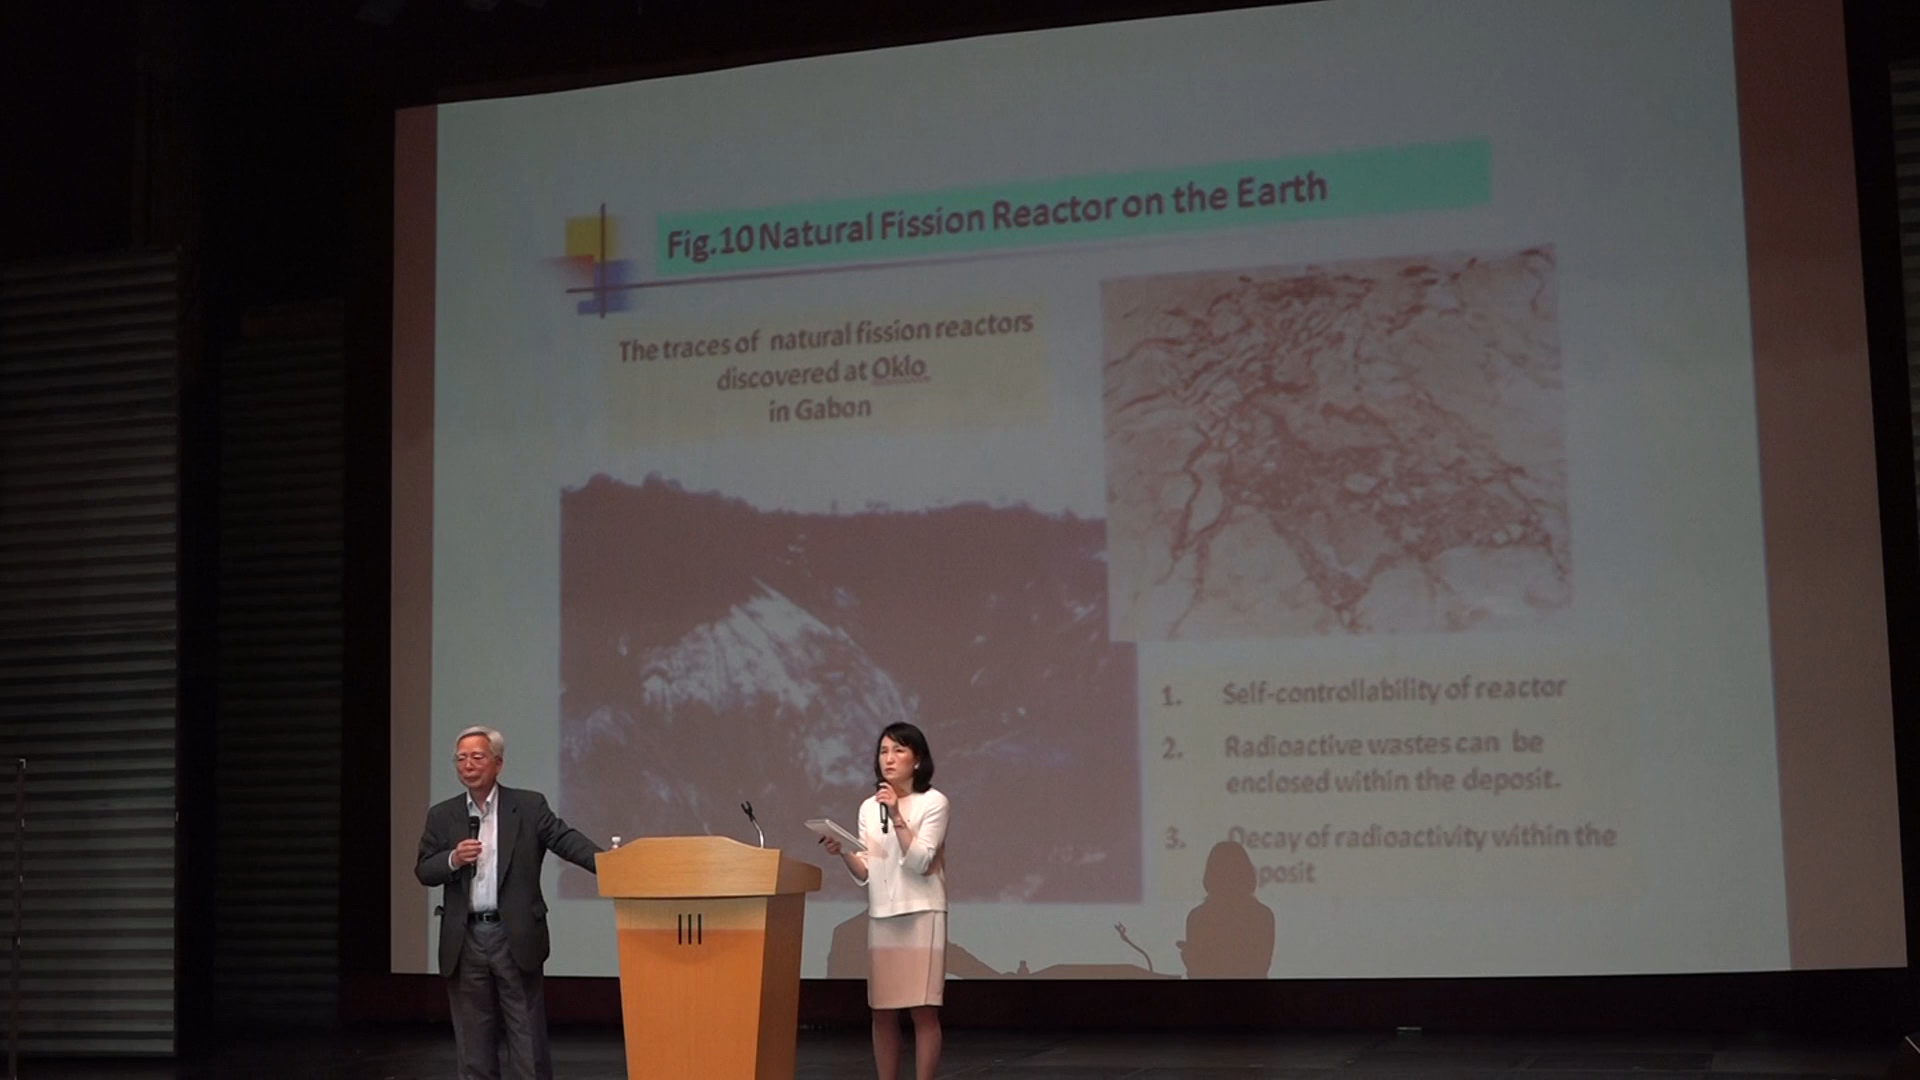 Fig.10 Natural Fission Reactor on the Earth
The traces of natural fission reactors
discovered at Oklo
in Gabon
1. Self-controllability of reactor
2. Radioactive wastes can be
enclosed within the deposit.
3. Decay of radioactivity within the
posit